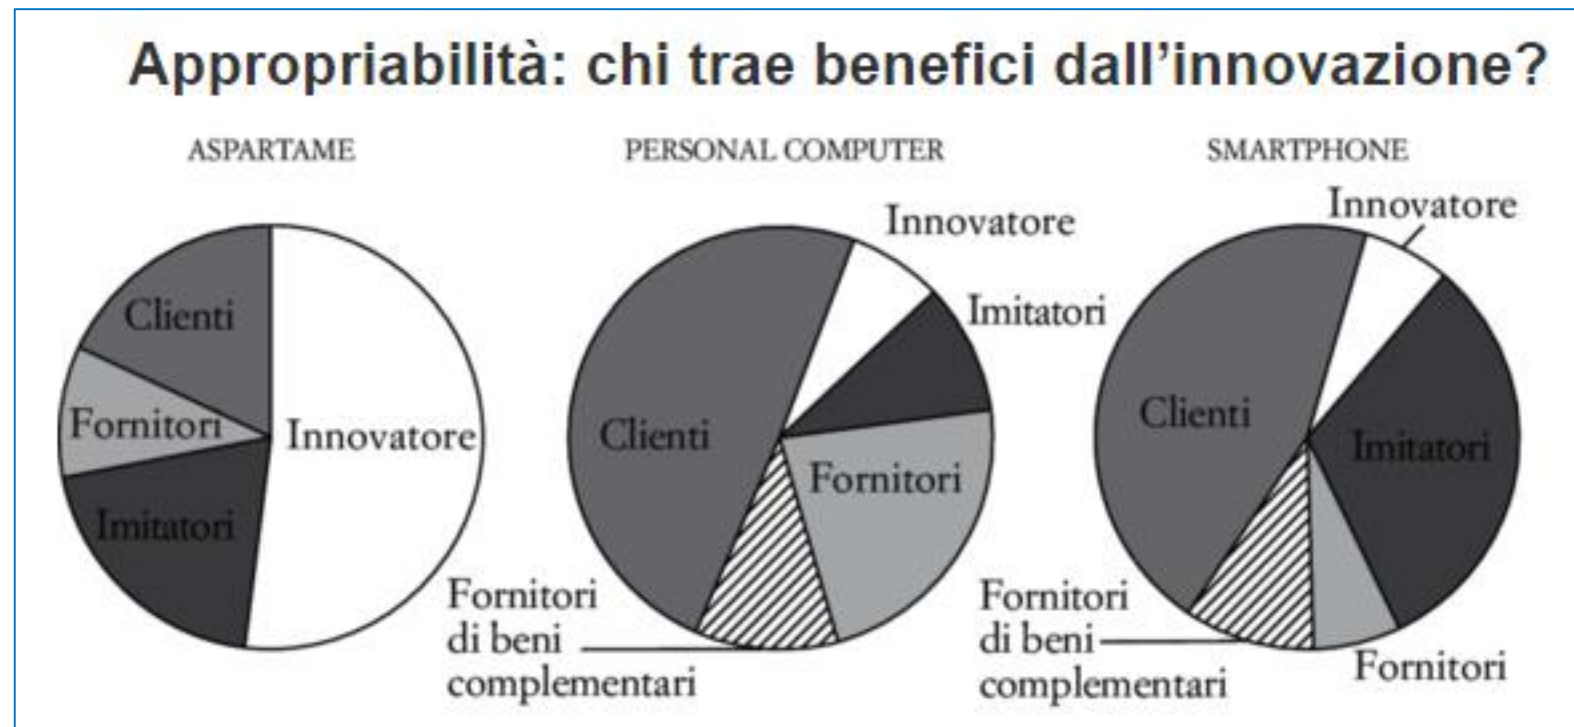 Appropriabilità: chi trae benefici dall’innovazione?
ASPARTAME
Clienti
Fornitori
Innovatore
Imitatori
PERSONAL COMPUTER
Innovatore
Imitatori
Clienti
Fornitori
Fornitori
di beni
complementari
SMARTPHONE
Innovatore
Clienti
Imitatori
Fornitori
di beni
complementari
Fornitori